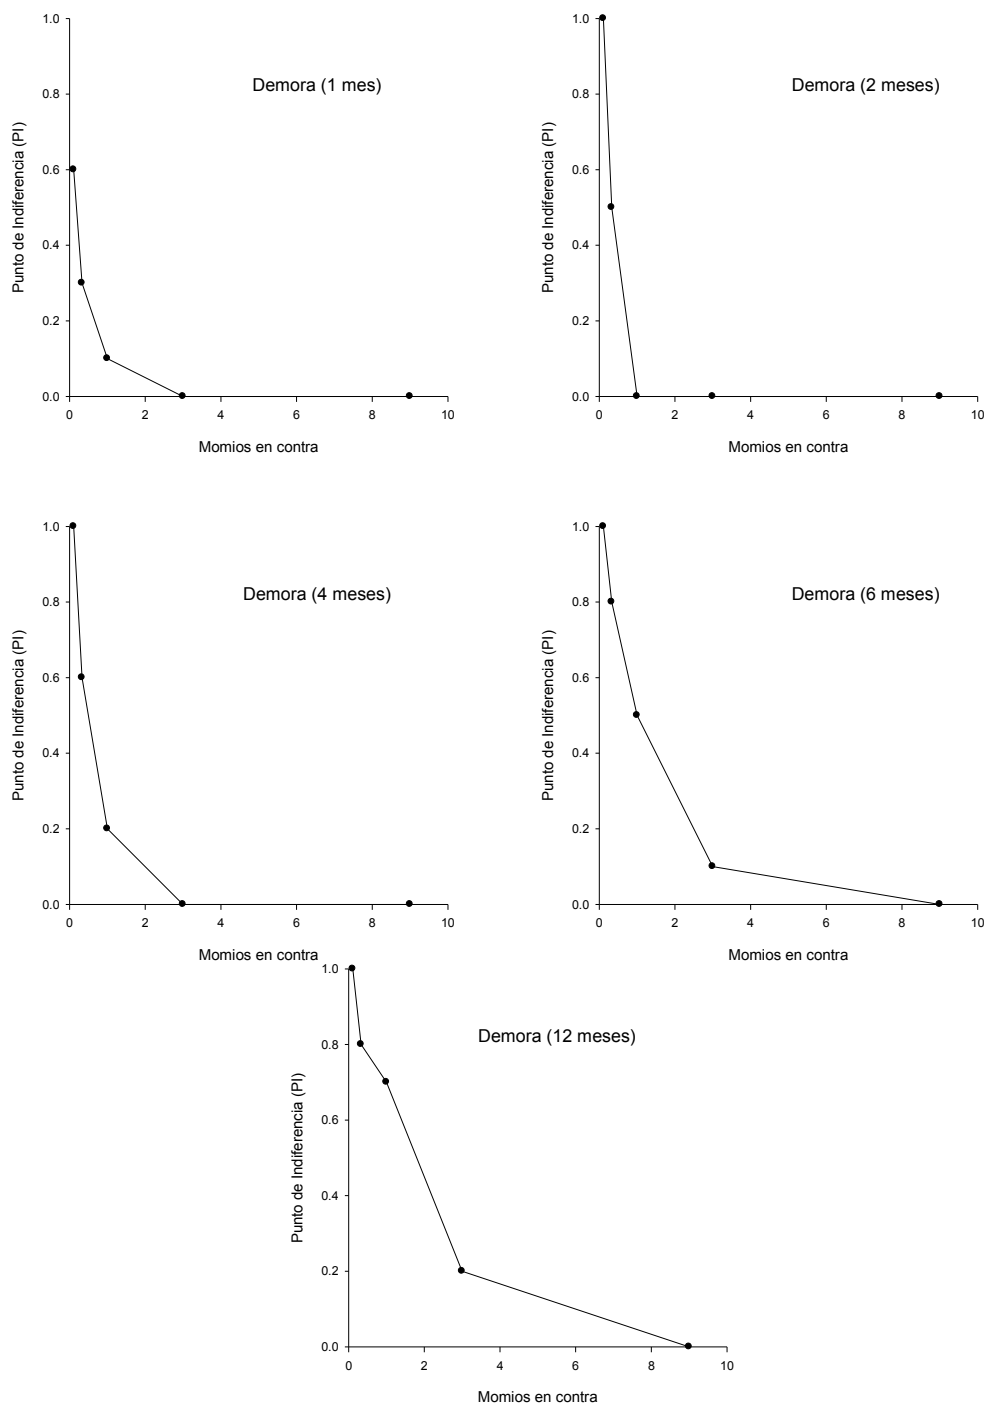 1.0
0.8
0.6
0.4
0.2
0.0
Punto de Indiferencia (PI)
Demora (1 mes)
0 2 4 6 8 10
Momios en contra
1.0
0.8
0.6
0.4
0.2
0.0
Punto de Indiferencia (PI)
Demora (2 meses)
0 2 4 6 8 10
Momios en contra
1.0
0.8
0.6
0.4
0.2
0.0
Punto de Indiferencia (PI)
Demora (4 meses)
0 2 4 6 8 10
Momios en contra
1.0
0.8
0.6
0.4
0.2
0.0
Punto de Indiferencia (PI)
Demora (6 meses)
0 2 4 6 8 10
Momios en contra
1.0
0.8
0.6
0.4
0.2
0.0
Punto de Indiferencia (PI)
Demora (12 meses)
0 2 4 6 8 10
Momios en contra